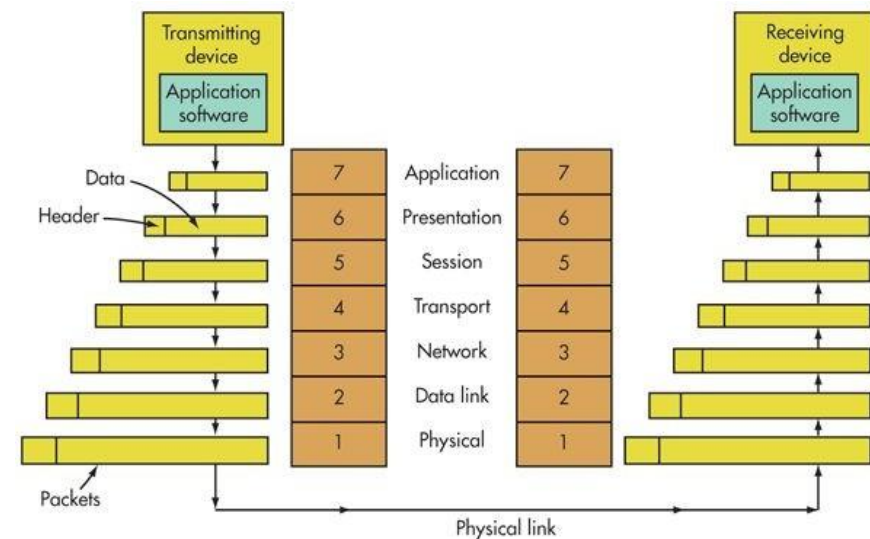 Transmitting
device
Application
software
Receiving
device
Application
software
Data
Header
7 Application 7
6 Presentation 6
5 Session 5
4 Transport 4
3 Network 3
2 Data link 2
1 Physical 1
Packets
Physical link